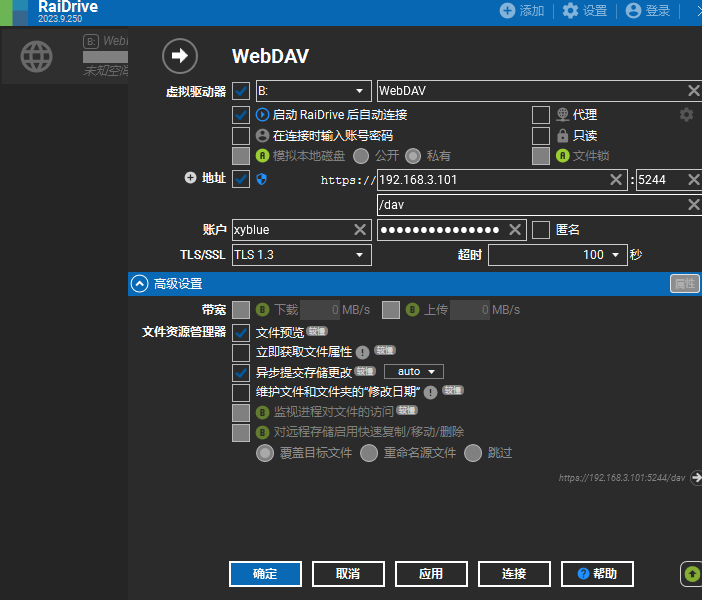 RaiDrive
2023.9.250
添加 设置 登录
B: WebD
未知空间
WebDAV
虚拟驱动器 B: WebDAV
启动 RaiDrive 后自动连接 代理
在连接时输入账号密码 只读
A 模拟本地磁盘 公开 私有 A 文件锁
地址 https:// 192.168.3.101 : 5244
/dav
账户 xyblue ●●●●●●●●●●●●●●● 匿名
TLS/SSL TLS 1.3 超时 100 秒
高级设置 属性
带宽 B 下载 0 MB/s B 上传 0 MB/s
文件资源管理器 文件预览 较慢
立即获取文件属性 ! 较慢
异步提交存储更改 较慢 auto
维护文件和文件夹的“修改日期” ! 较慢
B 监视进程对文件的访问 较慢
B 对远程存储启用快速复制/移动/删除
覆盖目标文件 重命名源文件 跳过
https://192.168.3.101:5244/dav
确定 取消 应用 连接 ? 帮助